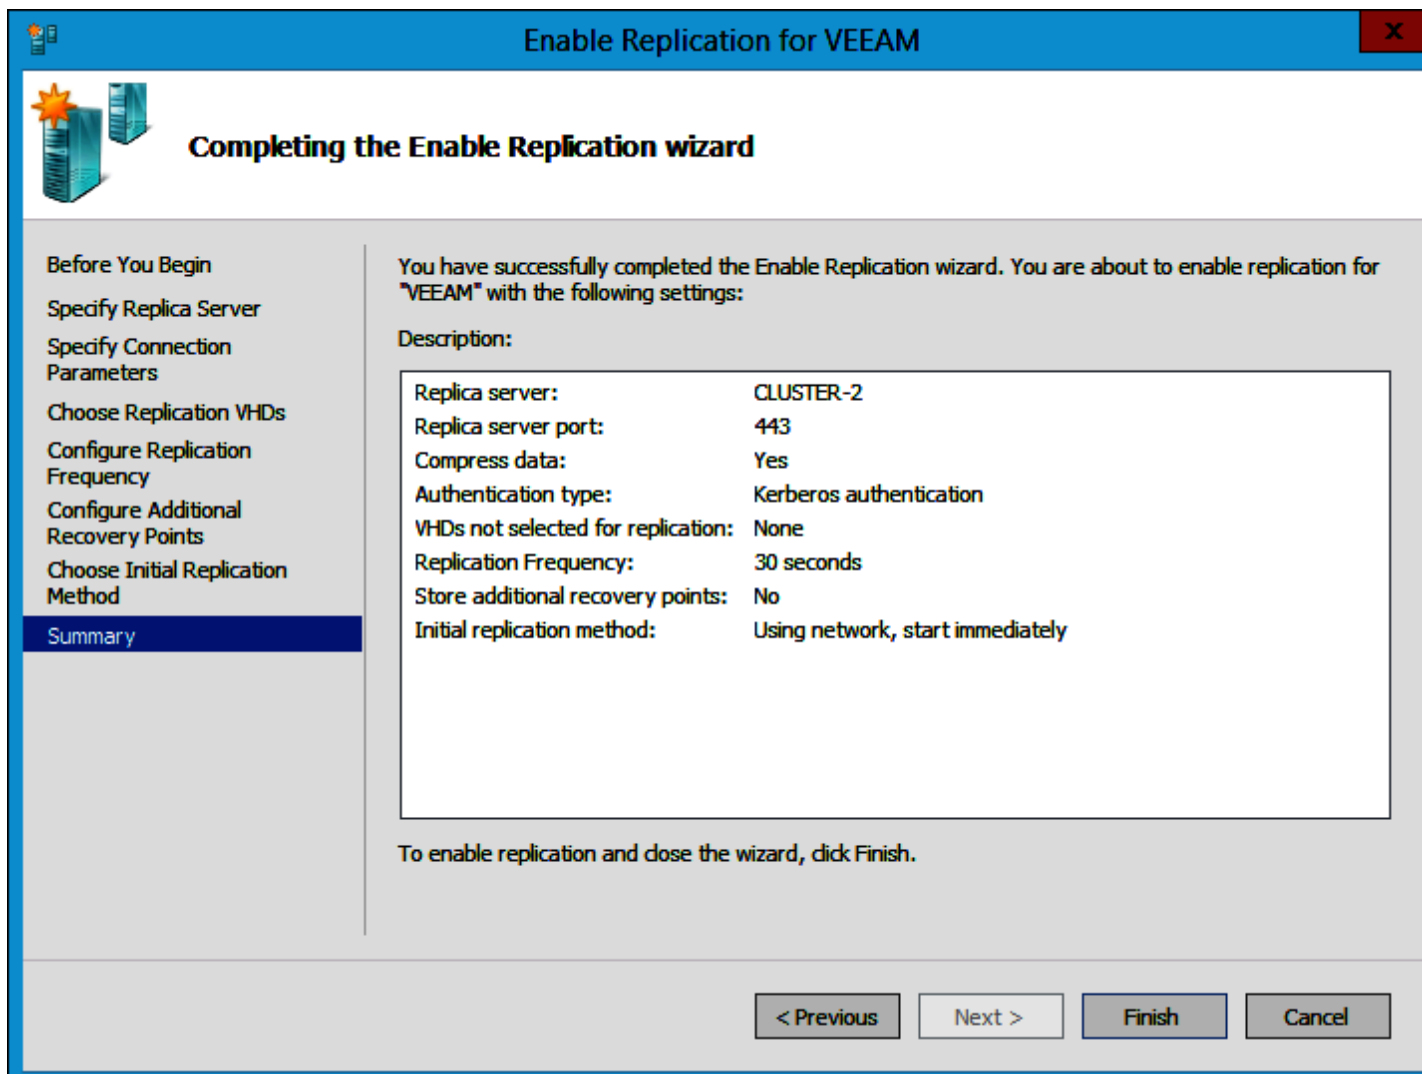 Enable Replication for VEEAM
x
Completing the Enable Replication wizard
Before You Begin
Specify Replica Server
Specify Connection
Parameters
Choose Replication VHDs
Configure Replication
Frequency
Configure Additional
Recovery Points
Choose Initial Replication
Method
Summary
You have successfully completed the Enable Replication wizard. You are about to enable replication for
"VEEAM" with the following settings:
Description:
Replica server: CLUSTER-2
Replica server port: 443
Compress data: Yes
Authentication type: Kerberos authentication
VHDs not selected for replication: None
Replication Frequency: 30 seconds
Store additional recovery points: No
Initial replication method: Using network, start immediately
To enable replication and close the wizard, click Finish.
< Previous
Next >
Finish
Cancel